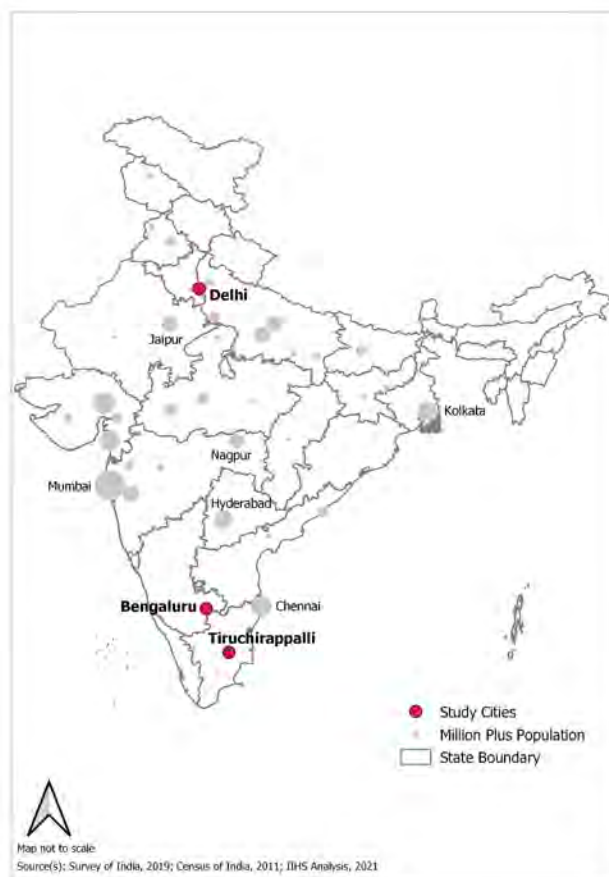 Delhi
Jaipur
Kolkata
Nagpur
Mumbai
Hyderabad
Bengaluru
Chennai
Tiruchirappalli
Study Cities
Million Plus Population
State Boundary
Map not to scale
Source(s): Survey of India, 2019; Census of India, 2011; IIHS Analysis, 2021